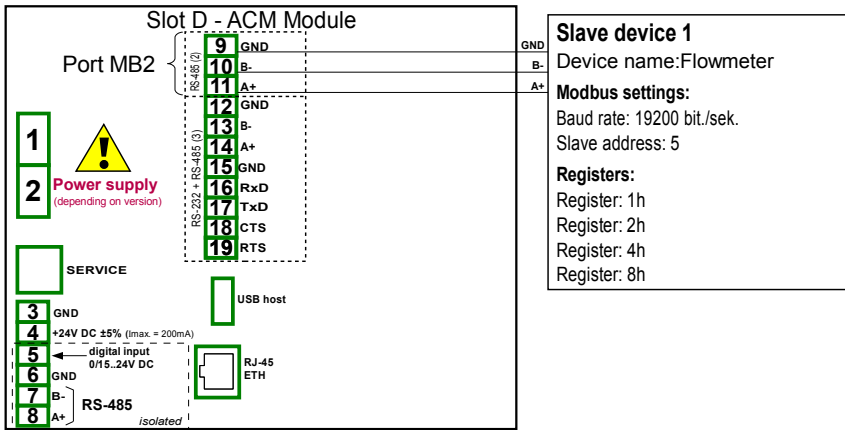 Slot D - ACM Module
Port MB2
RS-485 (2)
9 GND
10 B-
11 A+
RS-232 + RS-485 (3)
12 GND
13 B-
14 A+
15 GND
16 RxD
17 TxD
18 CTS
19 RTS
1
2
Power supply
(depending on version)
SERVICE
USB host
3 GND
4 +24V DC ±5% (Imax. = 200mA)
5 digital input
0/15..24V DC
6 GND
7 B-
8 A+
RS-485
isolated
RJ-45
ETH
GND
B-
A+
Slave device 1
Device name:Flowmeter
Modbus settings:
Baud rate: 19200 bit./sek.
Slave address: 5
Registers:
Register: 1h
Register: 2h
Register: 4h
Register: 8h